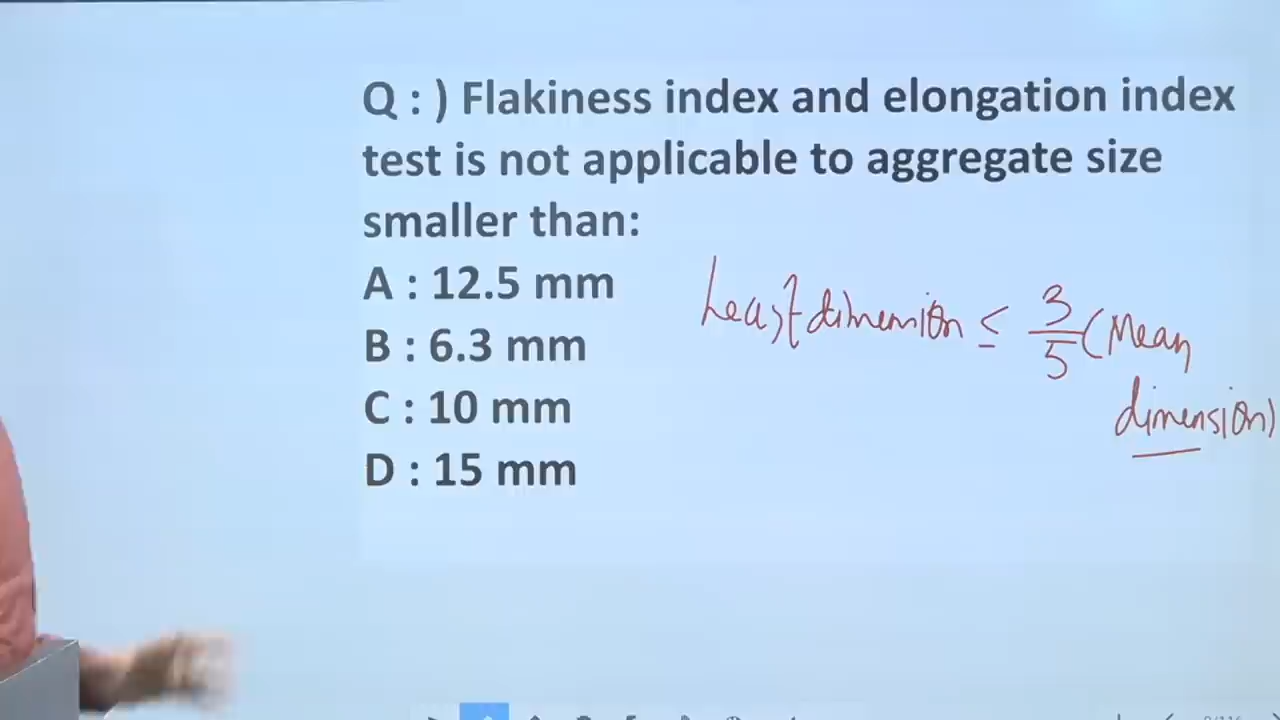 Q : ) Flakiness index and elongation index
test is not applicable to aggregate size
smaller than:
A : 12.5 mm
B : 6.3 mm
C : 10 mm
D : 15 mm
Least dimension ≤ 3/5 (Mean
dimension)